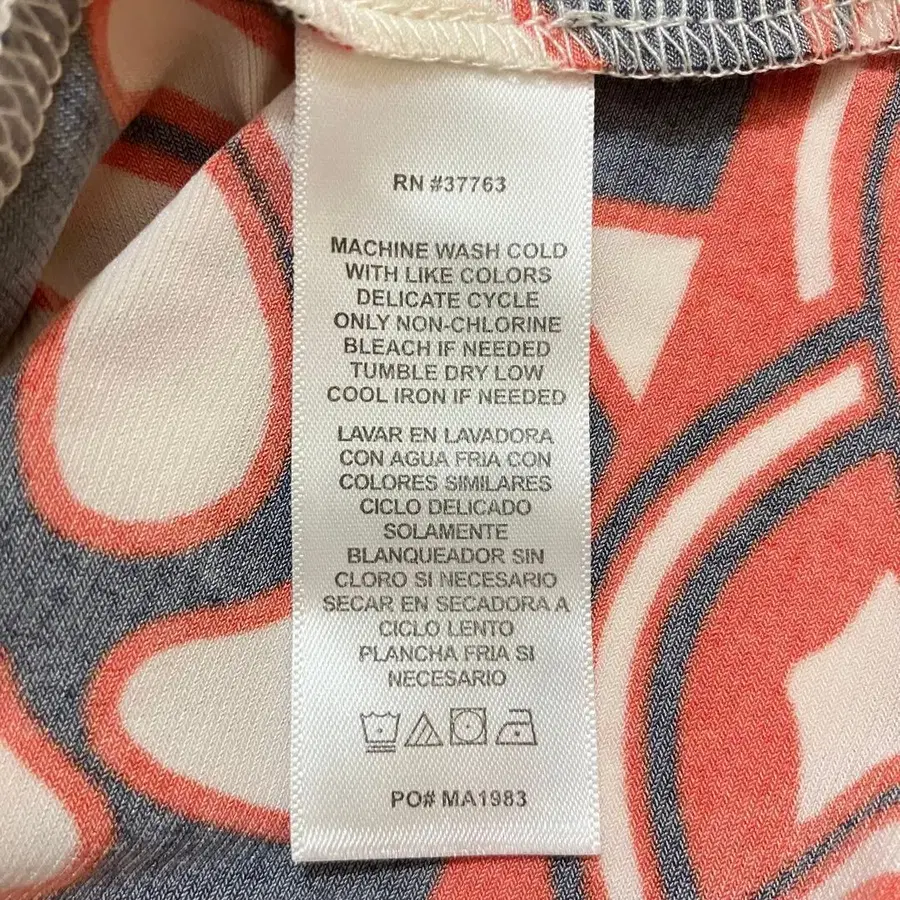 RN #37763
MACHINE WASH COLD
WITH LIKE COLORS
DELICATE CYCLE
ONLY NON-CHLORINE
BLEACH IF NEEDED
TUMBLE DRY LOW
COOL IRON IF NEEDED
LAVAR EN LAVADORA
CON AGUA FRIA CON
COLORES SIMILARES
CICLO DELICADO
SOLAMENTE
BLANQUEADOR SIN
CLORO SI NECESARIO
SECAR EN SECADORA A
CICLO LENTO
PLANCHA FRIA SI
NECESARIO
PO# MA1983